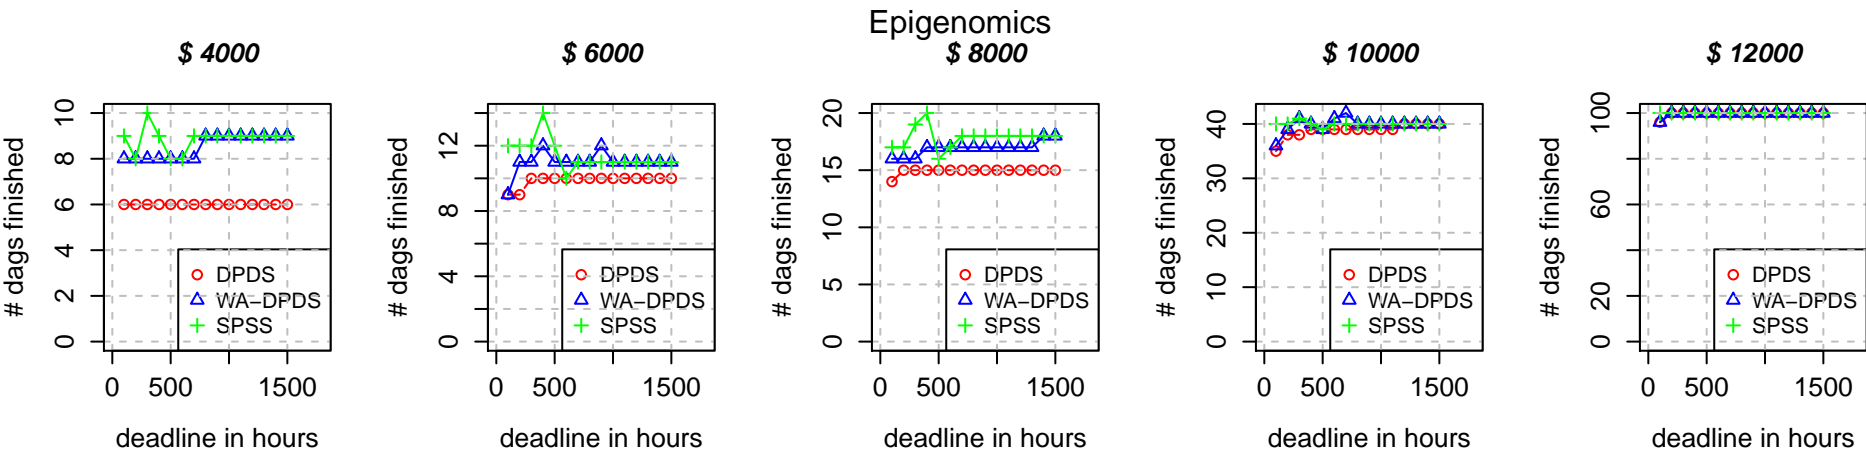 Epigenomics
$ 4000
# dags finished
0 2 4 6 8 10
0 500 1500
deadline in hours
DPDS
WA−DPDS
SPSS
$ 6000
# dags finished
0 4 8 12
0 500 1500
deadline in hours
DPDS
WA−DPDS
SPSS
$ 8000
# dags finished
0 5 10 15 20
0 500 1500
deadline in hours
DPDS
WA−DPDS
SPSS
$ 10000
# dags finished
0 10 20 30 40
0 500 1500
deadline in hours
DPDS
WA−DPDS
SPSS
$ 12000
# dags finished
0 20 60 100
0 500 1500
deadline in hours
DPDS
WA−DPDS
SPSS